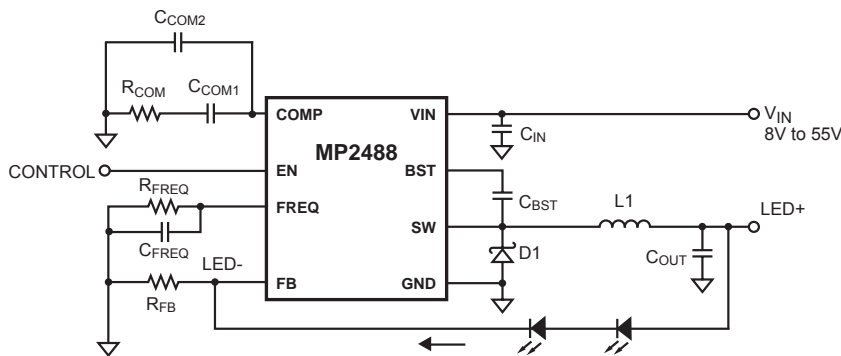 CCOM2
RCOM
CCOM1
COMP
VIN
VIN
8V to 55V
CIN
MP2488
CONTROL
EN
BST
CBST
RFREQ
FREQ
CFREQ
SW
L1
LED+
D1
COUT
LED-
RFB
FB
GND